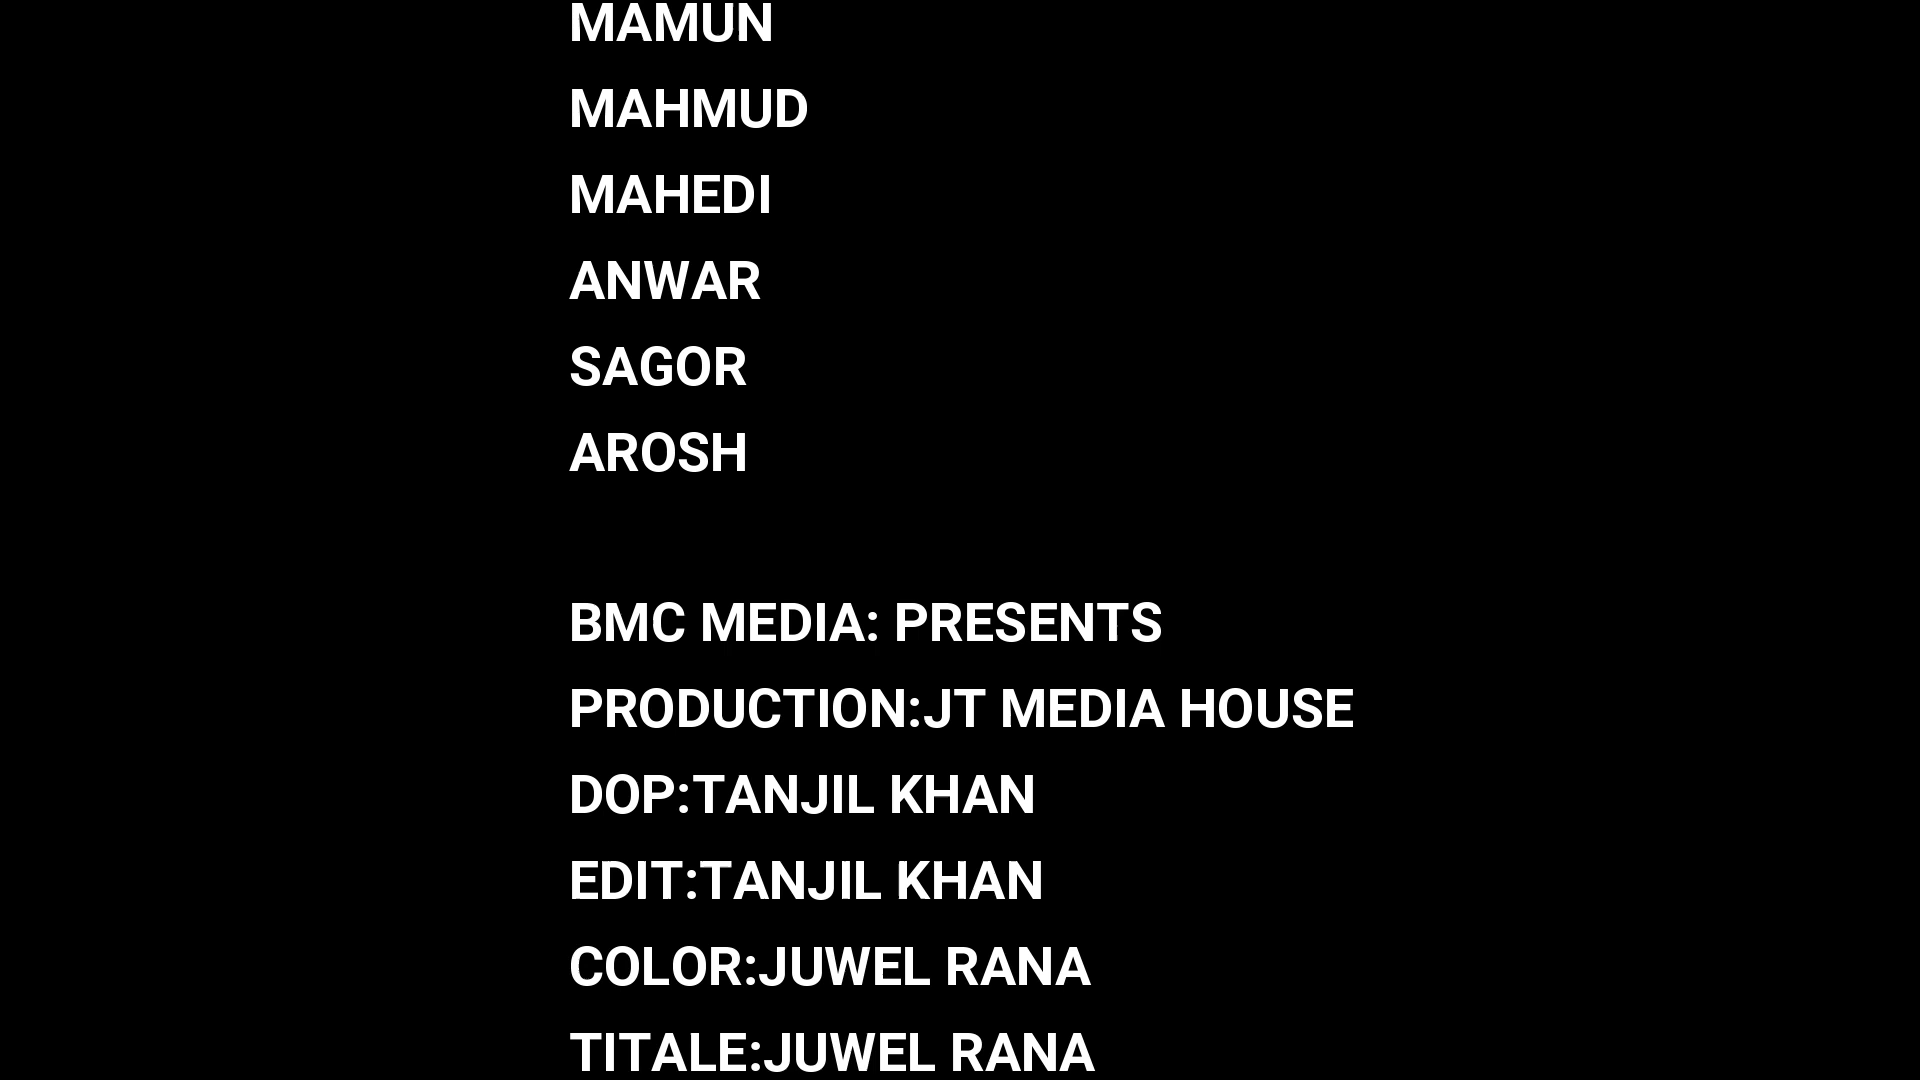 MAMUN
MAHMUD
MAHEDI
ANWAR
SAGOR
AROSH
BMC MEDIA: PRESENTS
PRODUCTION:JT MEDIA HOUSE
DOP:TANJIL KHAN
EDIT:TANJIL KHAN
COLOR:JUWEL RANA
TITALE:JUWEL RANA